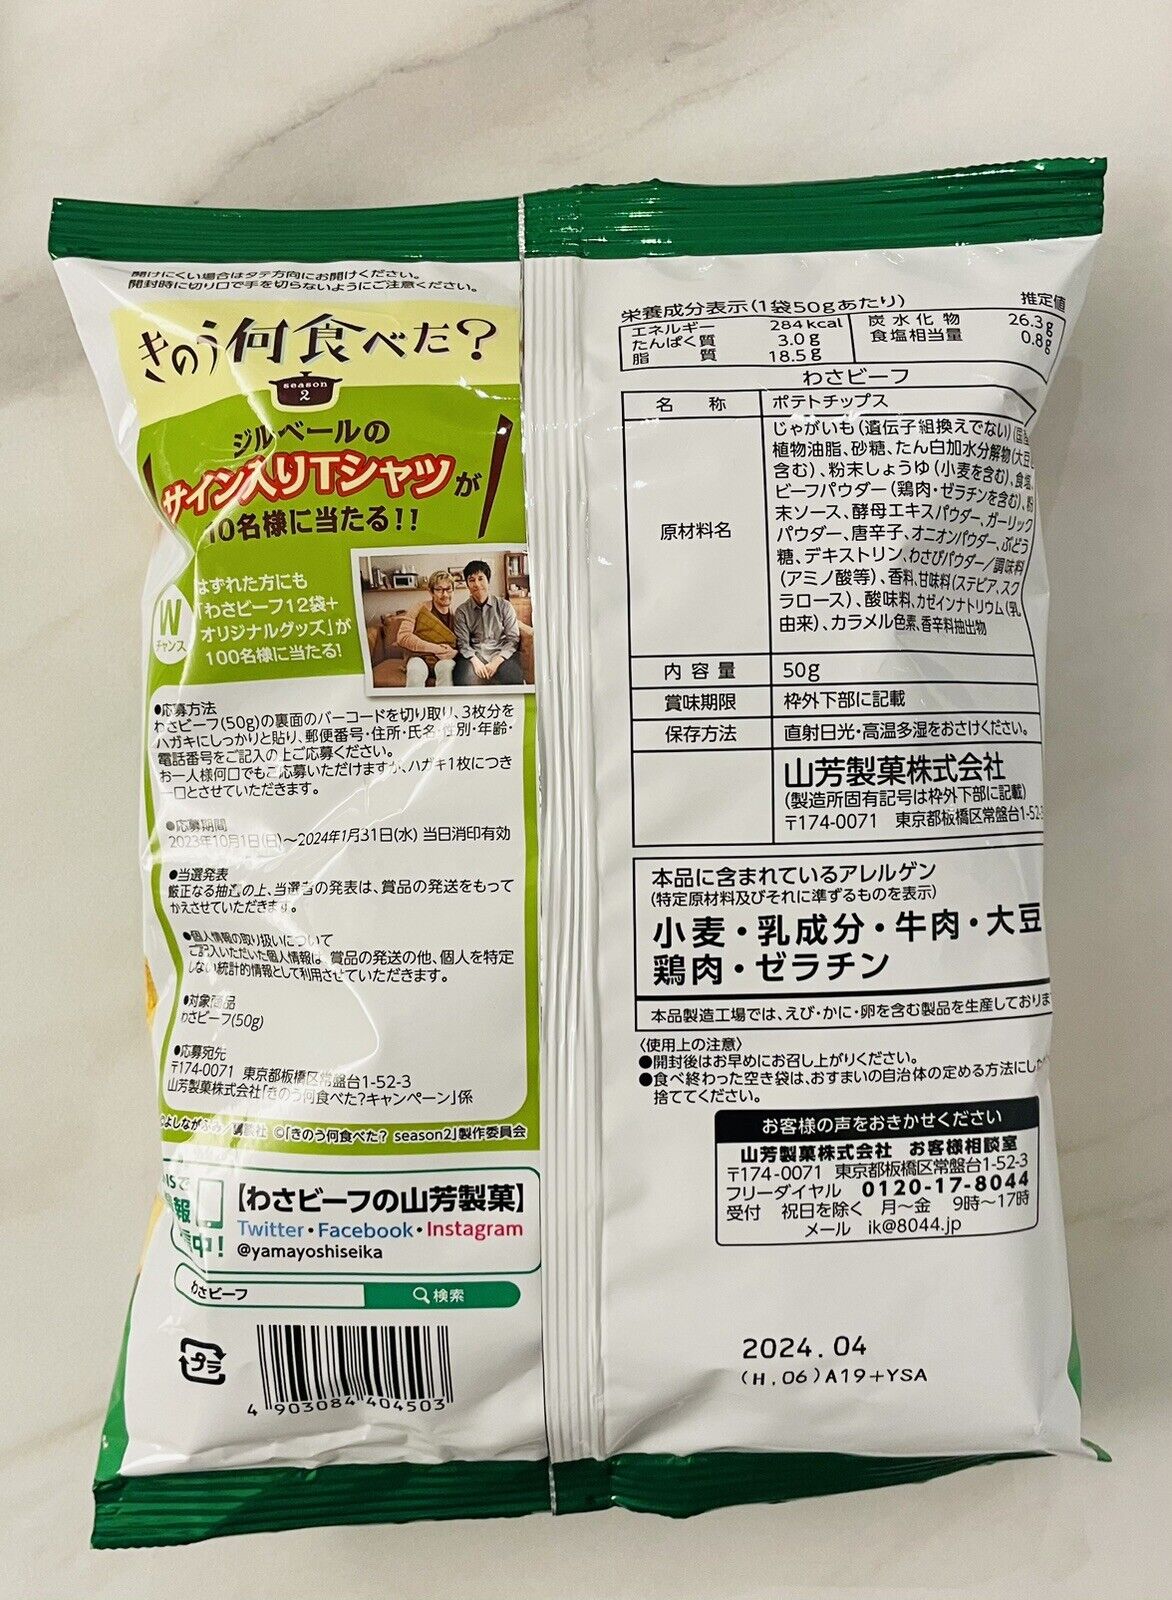 開けにくい場合はタテ方向にお開けください。
開封時に切り口で手を切らないようにご注意ください。
きのう何食べた?
season
2
ジルベールの
サイン入りTシャツが
10名様に当たる!!
W
チャンス
はずれた方にも
「わさビーフ12袋+
オリジナルグッズ」が
100名様に当たる!
●応募方法
わさビーフ(50g)の裏面のバーコードを切り取り、3枚分を
ハガキにしっかりと貼り、郵便番号・住所・氏名・性別・年齢・
電話番号をご記入の上ご応募ください。
お一人様何口でもご応募いただけますが、ハガキ1枚につき
一口とさせていただきます。
●応募期間
2023年10月1日(日)〜2024年1月31日(水) 当日消印有効
●当選発表
厳正なる抽選の上、当選者の発表は、賞品の発送をもって
かえさせていただきます。
●個人情報の取り扱いについて
ご記入いただいた個人情報は、賞品の発送の他、個人を特定
しない統計的情報として利用させていただきます。
●対象商品
わさビーフ(50g)
●応募宛先
〒174-0071 東京都板橋区常盤台1-52-3
山芳製菓株式会社「きのう何食べた?キャンペーン」係
よしながふみ/講談社 ©「きのう何食べた? season2」製作委員会
NSで
報
中!
【わさビーフの山芳製菓】
Twitter・Facebook・Instagram
@yamayoshiseika
わさビーフ
検索
プラ
4 903084 404503
栄養成分表示(1袋50gあたり) 推定値
エネルギー 284kcal 炭水化物 26.3g
たんぱく質 3.0g 食塩相当量 0.8g
脂質 18.5g
わさビーフ
名称 ポテトチップス
原材料名
じゃがいも(遺伝子組換えでない)(国産)、
植物油脂、砂糖、たん白加水分解物(大豆を
含む)、粉末しょうゆ(小麦を含む)、食塩、
ビーフパウダー(鶏肉・ゼラチンを含む)、粉
末ソース、酵母エキスパウダー、ガーリック
パウダー、唐辛子、オニオンパウダー、ぶどう
糖、デキストリン、わさびパウダー/調味料
(アミノ酸等)、香料、甘味料(ステビア、スク
ラロース)、酸味料、カゼインナトリウム(乳
由来)、カラメル色素、香辛料抽出物
内容量 50g
賞味期限 枠外下部に記載
保存方法 直射日光・高温多湿をおさけください。
山芳製菓株式会社
(製造所固有記号は枠外下部に記載)
〒174-0071 東京都板橋区常盤台1-52-3
本品に含まれているアレルゲン
(特定原材料及びそれに準ずるものを表示)
小麦・乳成分・牛肉・大豆
鶏肉・ゼラチン
本品製造工場では、えび・かに・卵を含む製品を生産しておりま
〈使用上の注意〉
●開封後はお早めにお召し上がりください。
●食べ終わった空き袋は、おすまいの自治体の定める方法にした
捨ててください。
お客様の声をおきかせください
山芳製菓株式会社 お客様相談室
〒174-0071 東京都板橋区常盤台1-52-3
フリーダイヤル 0120-17-8044
受付 祝日を除く 月〜金 9時〜17時
メール ik@8044.jp
2024.04
(H.06)A19+YSA